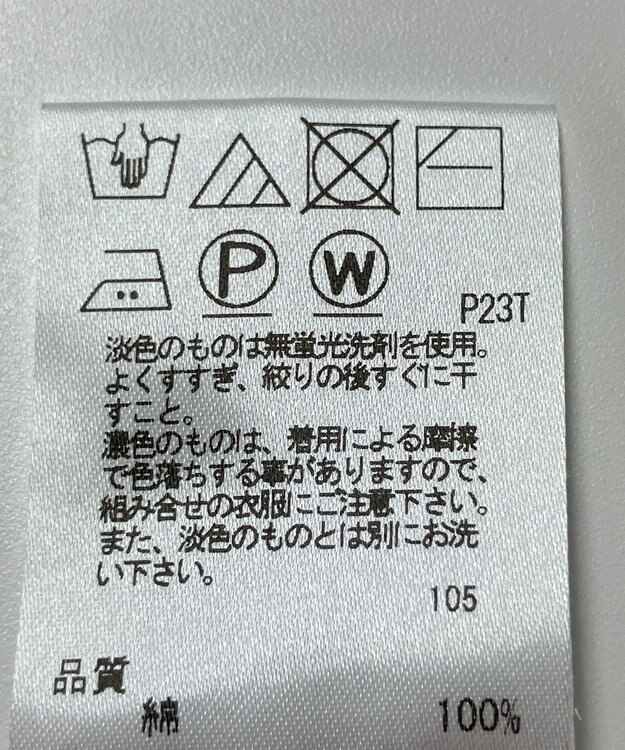 P W P23T
淡色のものは無蛍光洗剤を使用。
よくすすぎ、絞りの後すぐに干
すこと。
濃色のものは、着用による摩擦
で色落ちする事がありますので、
組み合せの衣服にご注意下さい。
また、淡色のものとは別にお洗
い下さい。
105
品質
綿 100%